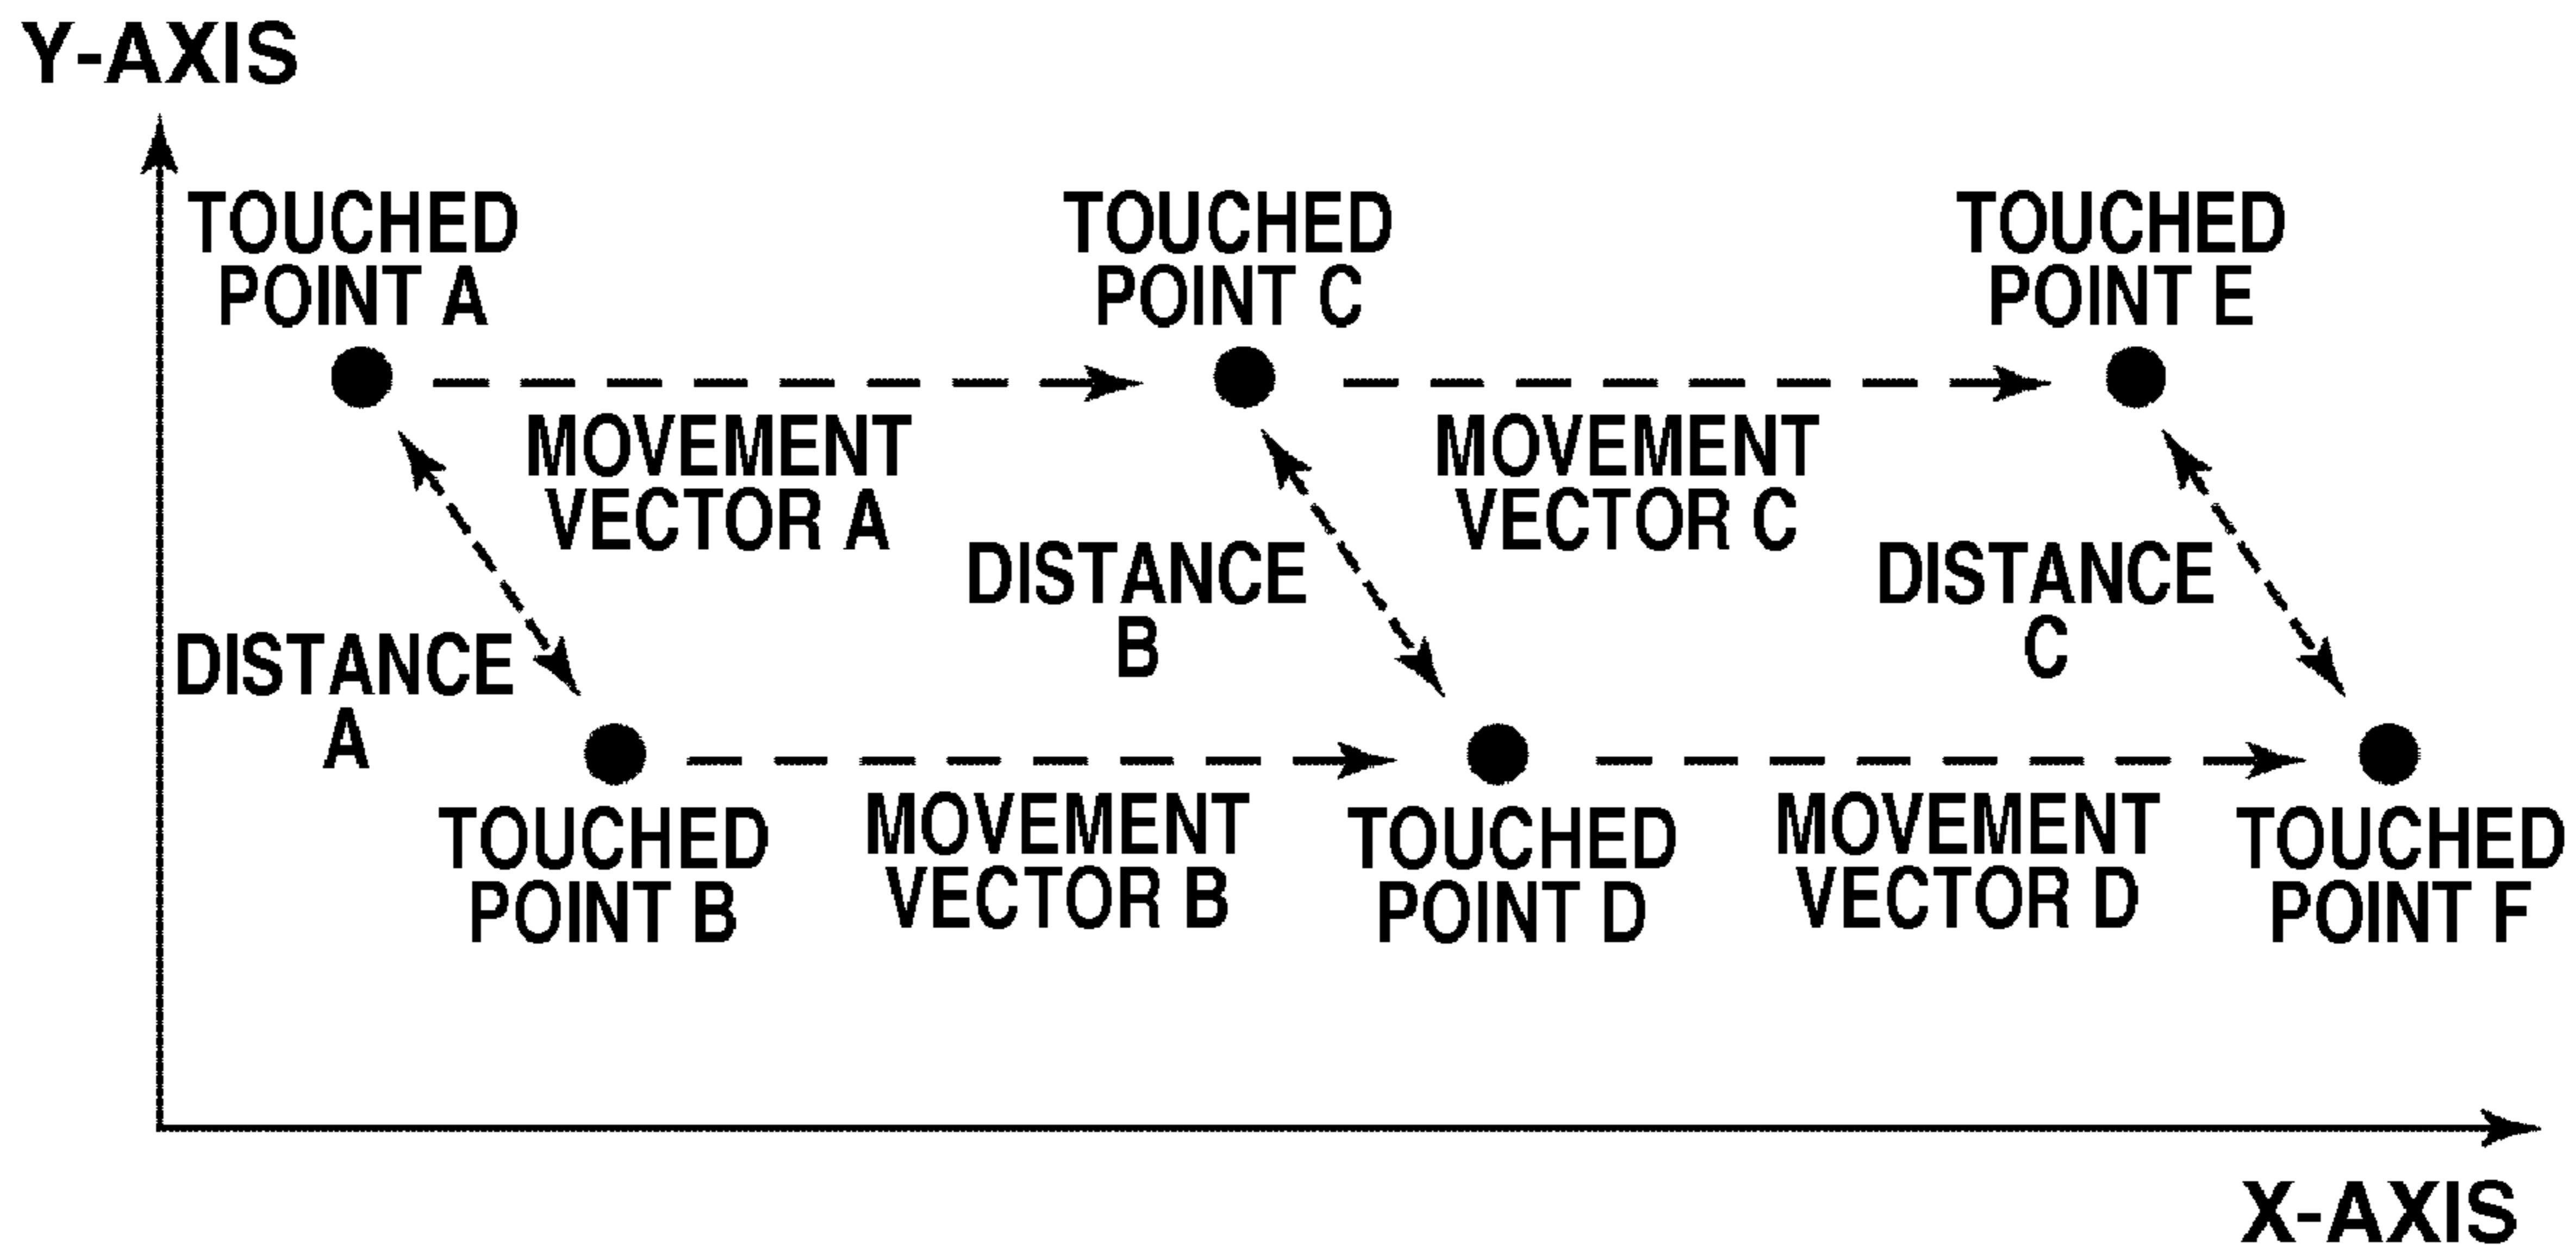 Y-AXIS
TOUCHED
POINT A
TOUCHED
POINT C
TOUCHED
POINT E
MOVEMENT
VECTOR A
MOVEMENT
VECTOR C
DISTANCE
A
DISTANCE
B
DISTANCE
C
TOUCHED
POINT B
MOVEMENT
VECTOR B
TOUCHED
POINT D
MOVEMENT
VECTOR D
TOUCHED
POINT F
X-AXIS